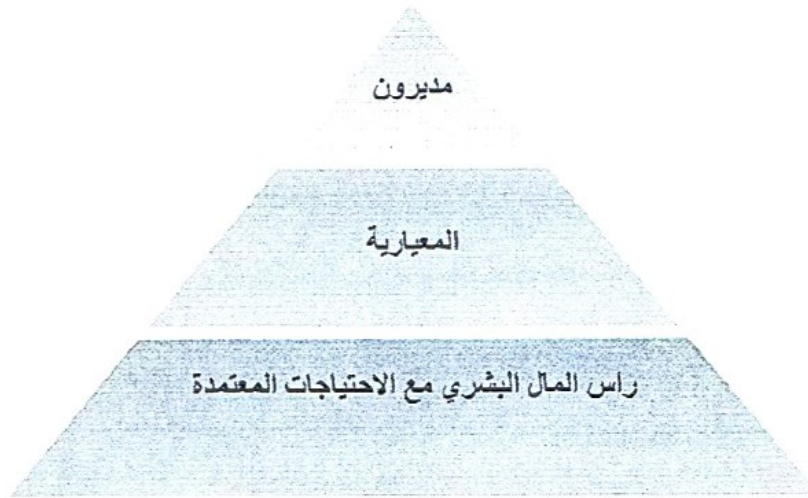 مديرون
المعيارية
راس المال البشري مع الاحتياجات المعتمدة